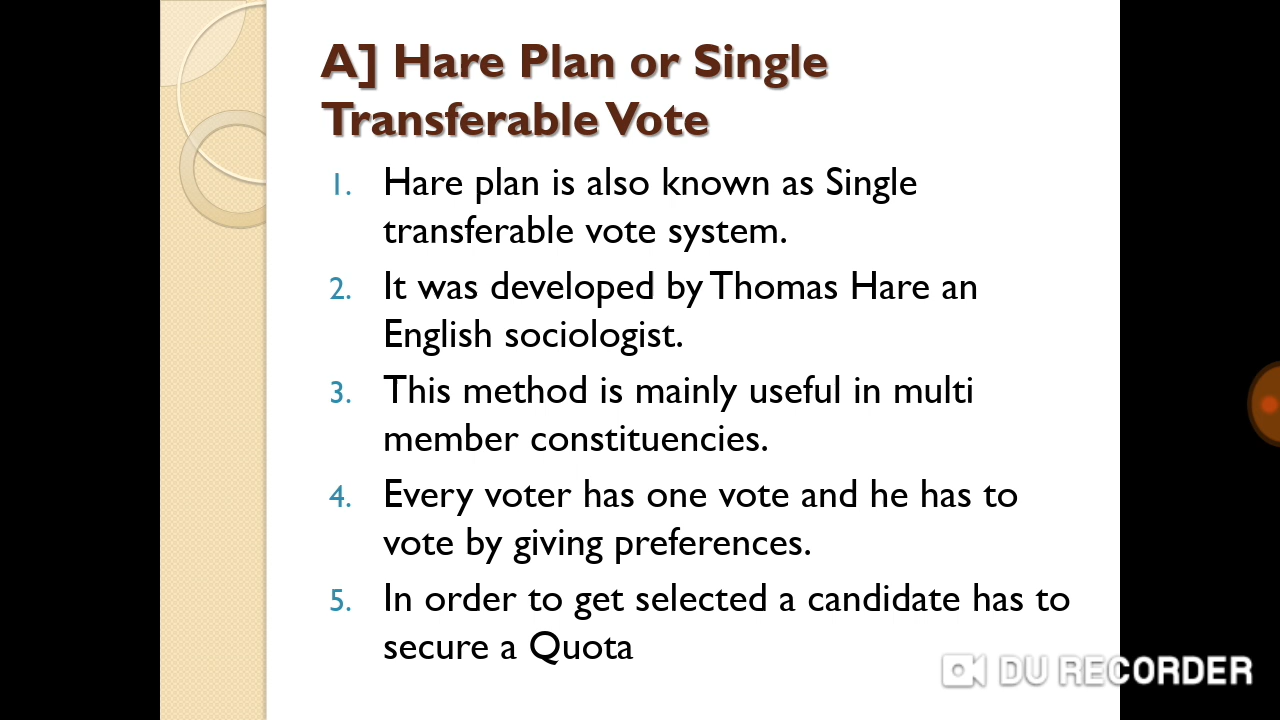 A] Hare Plan or Single
Transferable Vote
1. Hare plan is also known as Single
transferable vote system.
2. It was developed by Thomas Hare an
English sociologist.
3. This method is mainly useful in multi
member constituencies.
4. Every voter has one vote and he has to
vote by giving preferences.
5. In order to get selected a candidate has to
secure a Quota
DU RECORDER